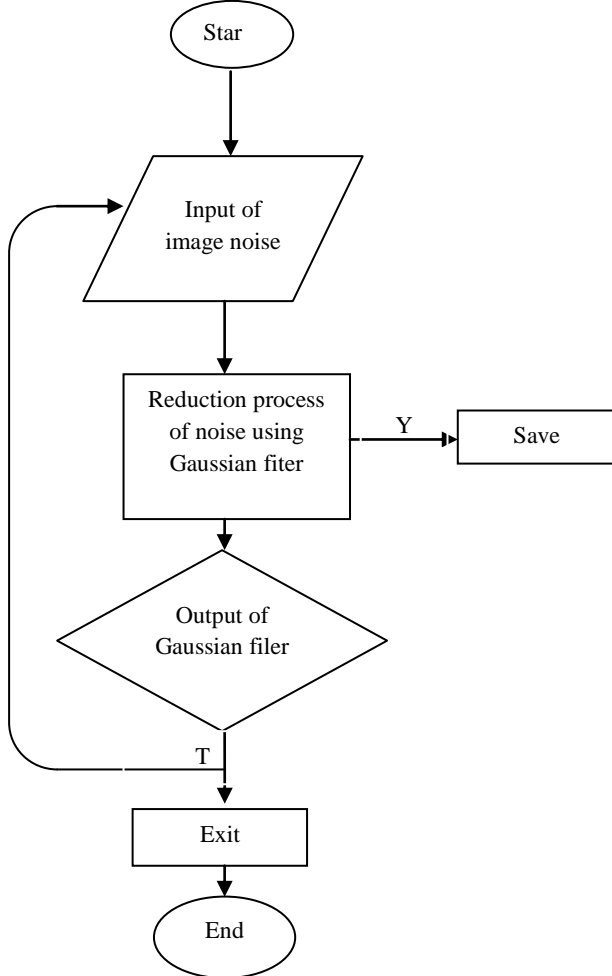 Star
Input of
image noise
Reduction process
of noise using
Gaussian fiter
Y
Save
Output of
Gaussian filer
T
Exit
End